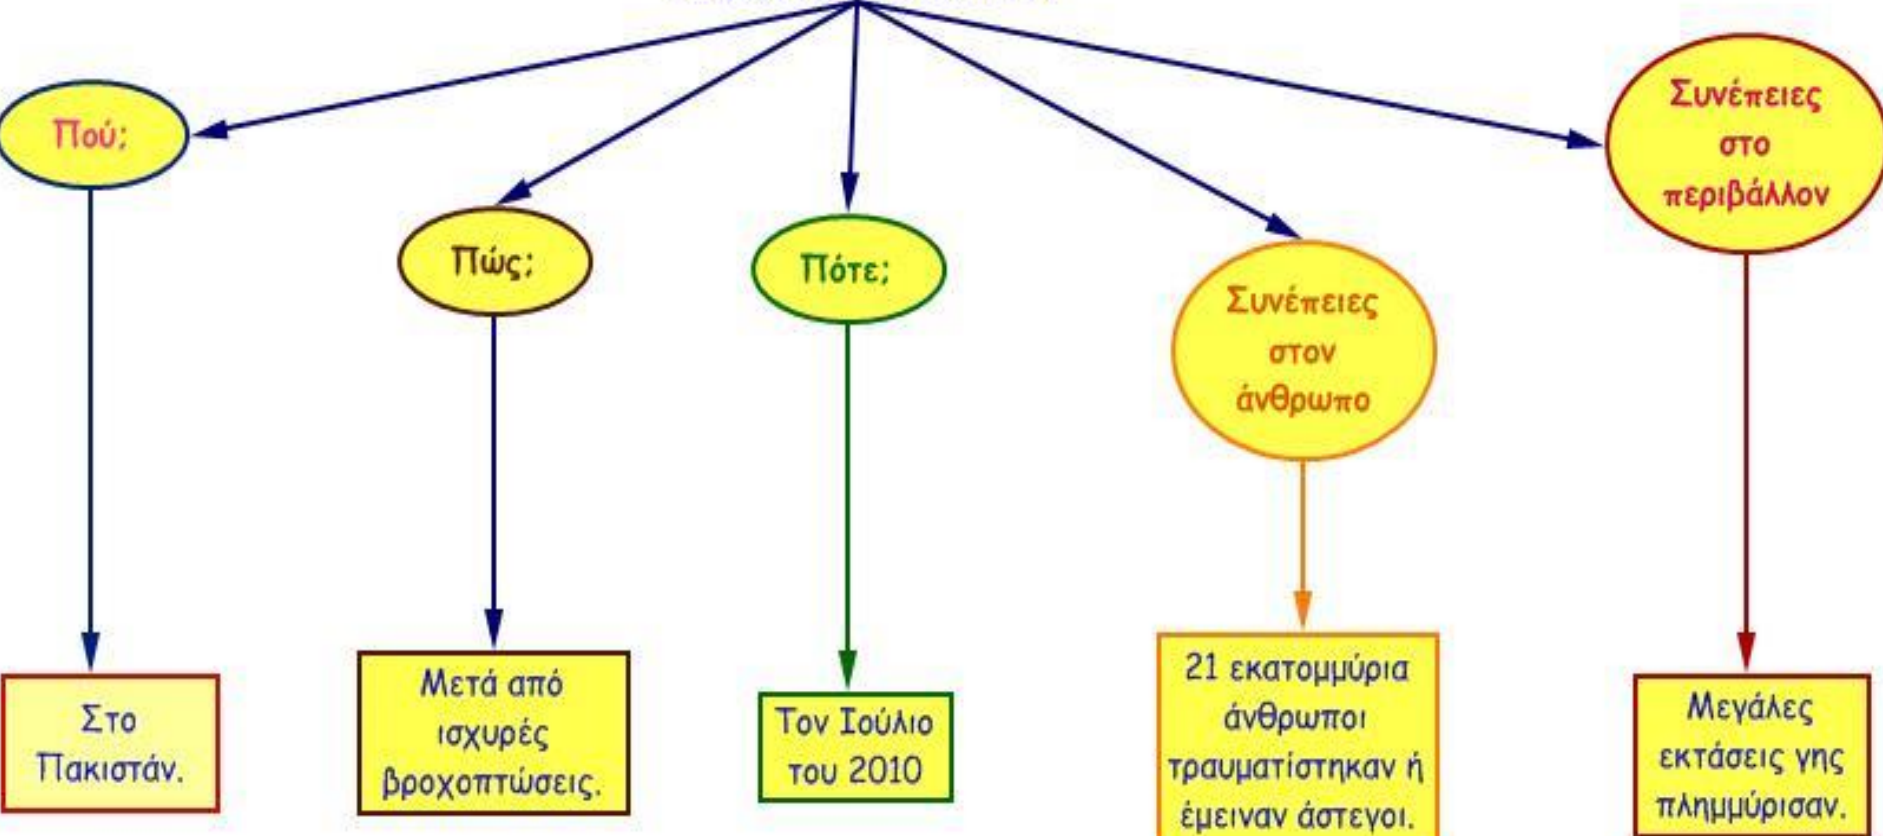 Πού;
Πώς;
Πότε;
Συνέπειες
στον
άνθρωπο
Συνέπειες
στο
περιβάλλον
Στο
Πακιστάν.
Μετά από
ισχυρές
βροχοπτώσεις.
Τον Ιούλιο
του 2010
21 εκατομμύρια
άνθρωποι
τραυματίστηκαν ή
έμειναν άστεγοι.
Μεγάλες
εκτάσεις γης
πλημμύρισαν.